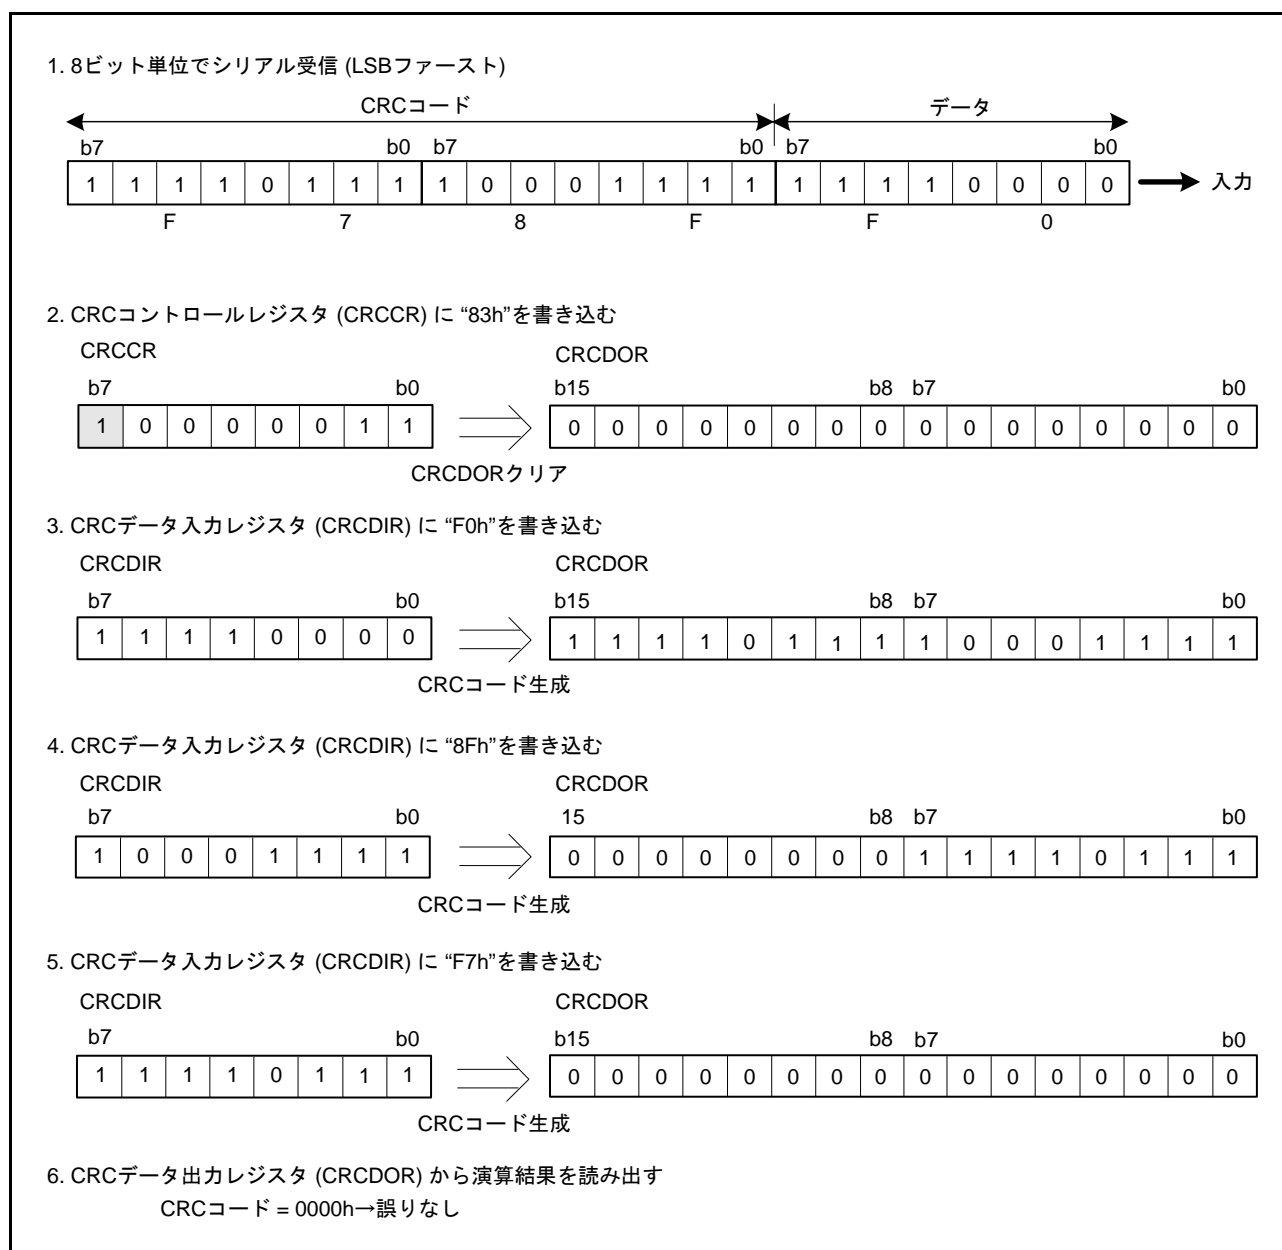 1. 8ビット単位でシリアル受信 (LSBファースト)
CRCコード データ
b7 b0 b7 b0 b7 b0
1 1 1 1 0 1 1 1 1 0 0 0 1 1 1 1 1 1 1 1 0 0 0 0 入力
F 7 8 F F 0
2. CRCコントロールレジスタ (CRCCR) に “83h”を書き込む
CRCCR CRCDOR
b7 b0 b15 b8 b7 b0
1 0 0 0 0 0 1 1 0 0 0 0 0 0 0 0 0 0 0 0 0 0 0 0
CRCDORクリア
3. CRCデータ入力レジスタ (CRCDIR) に “F0h”を書き込む
CRCDIR CRCDOR
b7 b0 b15 b8 b7 b0
1 1 1 1 0 0 0 0 1 1 1 1 0 1 1 1 1 0 0 0 1 1 1 1
CRCコード生成
4. CRCデータ入力レジスタ (CRCDIR) に “8Fh”を書き込む
CRCDIR CRCDOR
b7 b0 15 b8 b7 b0
1 0 0 0 1 1 1 1 0 0 0 0 0 0 0 0 1 1 1 1 0 1 1 1
CRCコード生成
5. CRCデータ入力レジスタ (CRCDIR) に “F7h”を書き込む
CRCDIR CRCDOR
b7 b0 b15 b8 b7 b0
1 1 1 1 0 1 1 1 0 0 0 0 0 0 0 0 0 0 0 0 0 0 0 0
CRCコード生成
6. CRCデータ出力レジスタ (CRCDOR) から演算結果を読み出す
CRCコード = 0000h→誤りなし